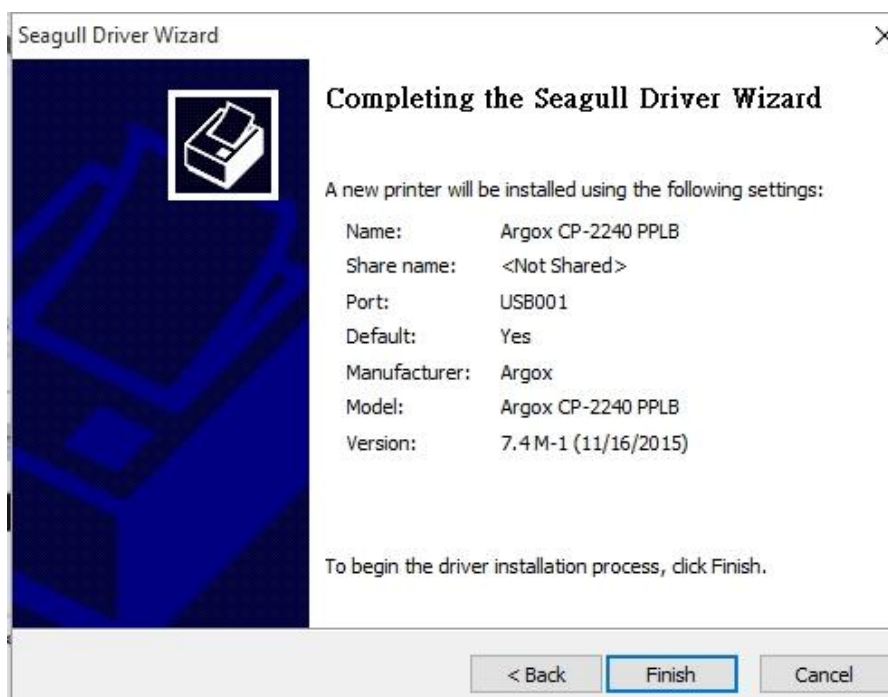 Seagull Driver Wizard
Completing the Seagull Driver Wizard
A new printer will be installed using the following settings:
Name: Argox CP-2240 PPLB
Share name: <Not Shared>
Port: USB001
Default: Yes
Manufacturer: Argox
Model: Argox CP-2240 PPLB
Version: 7.4 M-1 (11/16/2015)
To begin the driver installation process, click Finish.
< Back Finish Cancel